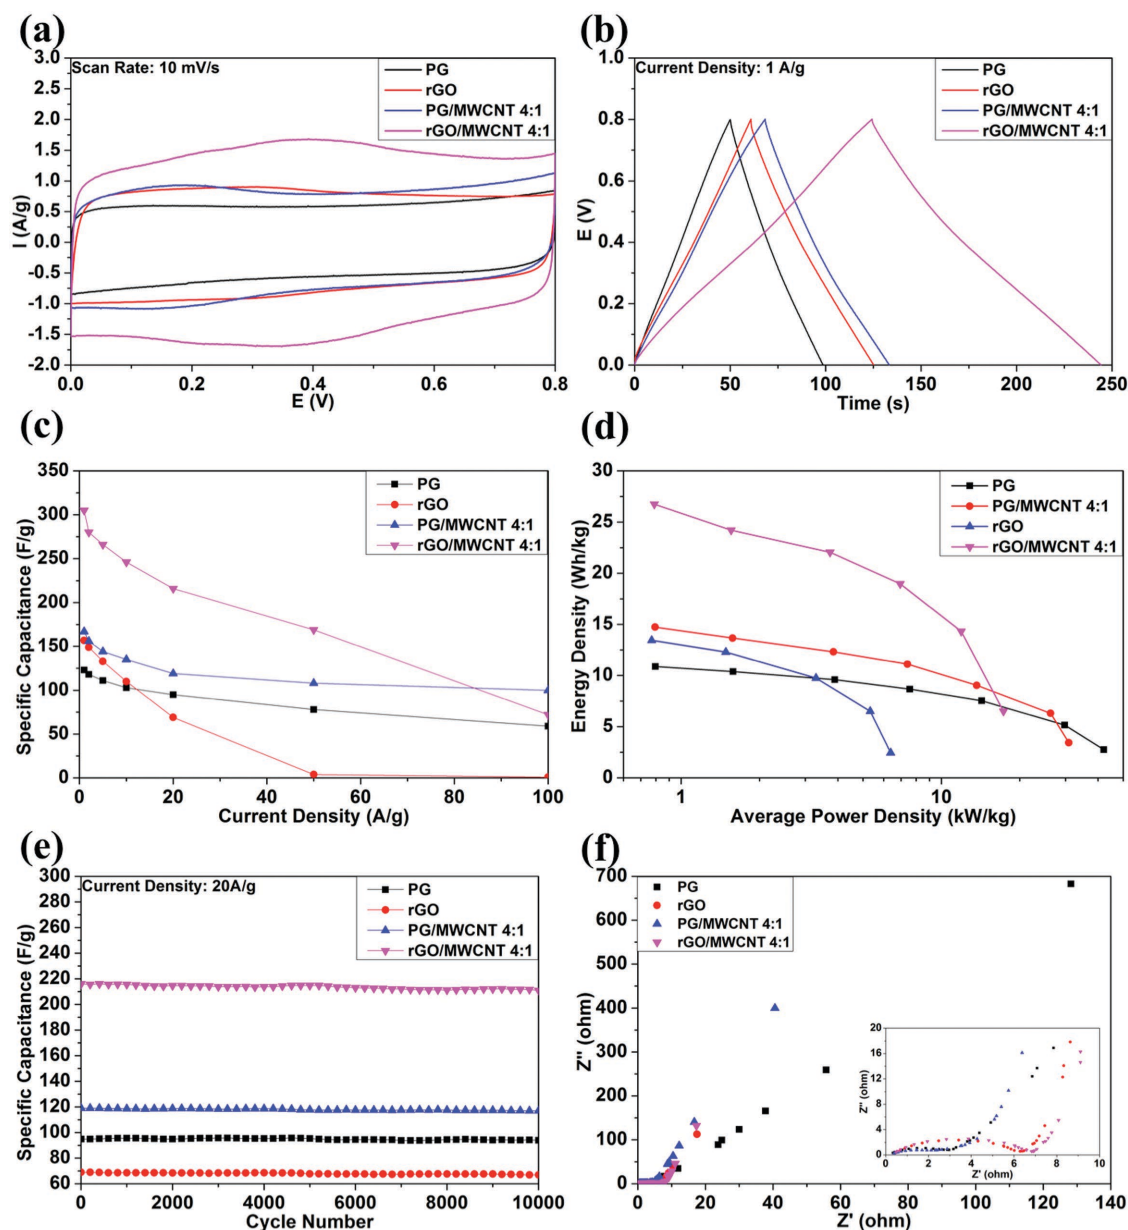 (a)
3.0
2.5
2.0
1.5
1.0
0.5
0.0
-0.5
-1.0
-1.5
-2.0
I (A/g)
Scan Rate: 10 mV/s
PG
rGO
PG/MWCNT 4:1
rGO/MWCNT 4:1
0.0 0.2 0.4 0.6 0.8
E (V)
(b)
1.0
0.8
0.6
0.4
0.2
0.0
E (V)
Current Density: 1 A/g
PG
rGO
PG/MWCNT 4:1
rGO/MWCNT 4:1
0 50 100 150 200 250
Time (s)
(c)
350
300
250
200
150
100
50
0
Specific Capacitance (F/g)
PG
rGO
PG/MWCNT 4:1
rGO/MWCNT 4:1
0 20 40 60 80 100
Current Density (A/g)
(d)
30
25
20
15
10
5
0
Energy Density (Wh/kg)
PG
PG/MWCNT 4:1
rGO
rGO/MWCNT 4:1
1 10
Average Power Density (kW/kg)
(e)
300
280
260
240
220
200
180
160
140
120
100
80
60
Specific Capacitance (F/g)
Current Density: 20A/g
PG
rGO
PG/MWCNT 4:1
rGO/MWCNT 4:1
0 2000 4000 6000 8000 10000
Cycle Number
(f)
700
600
500
400
300
200
100
0
Z'' (ohm)
PG
rGO
PG/MWCNT 4:1
rGO/MWCNT 4:1
20
16
12
8
4
0
Z'' (ohm)
0 2 4 6 8 10
Z' (ohm)
0 20 40 60 80 100 120 140
Z' (ohm)